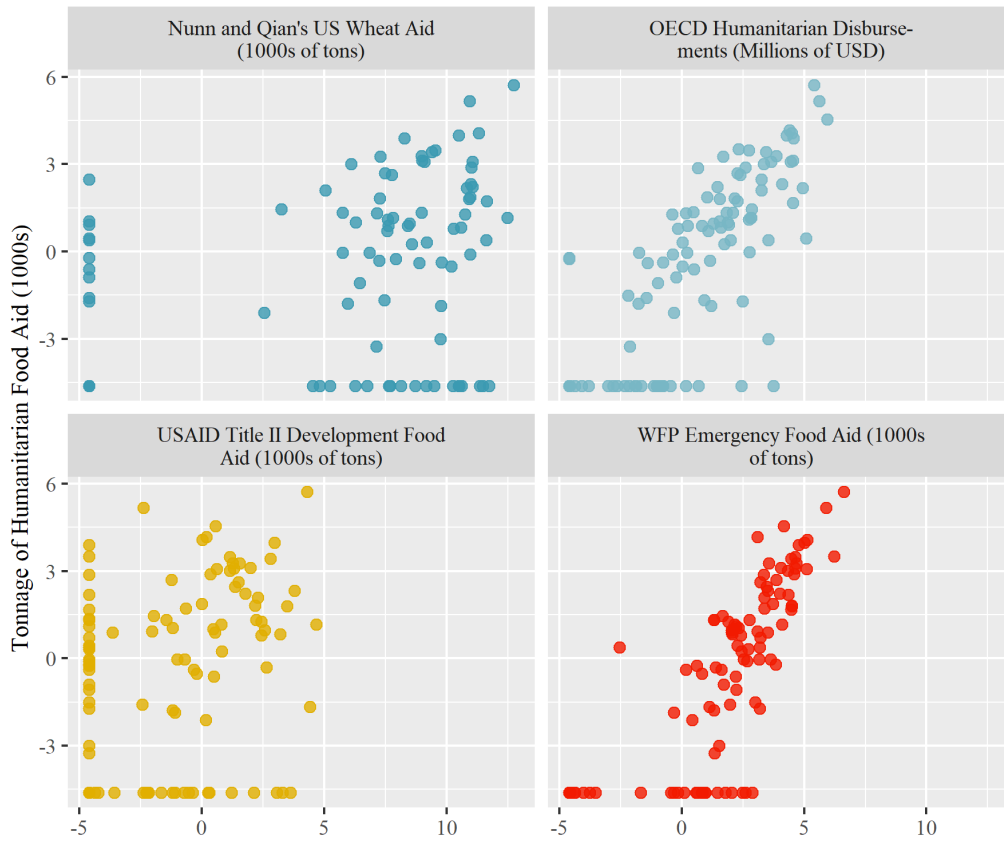 Nunn and Qian's US Wheat Aid
(1000s of tons)
OECD Humanitarian Disburse-
ments (Millions of USD)
6
3
0
-3
USAID Title II Development Food
Aid (1000s of tons)
WFP Emergency Food Aid (1000s
of tons)
6
3
0
-3
-5
0
5
10
-5
0
5
10
Tonnage of Humanitarian Food Aid (1000s)